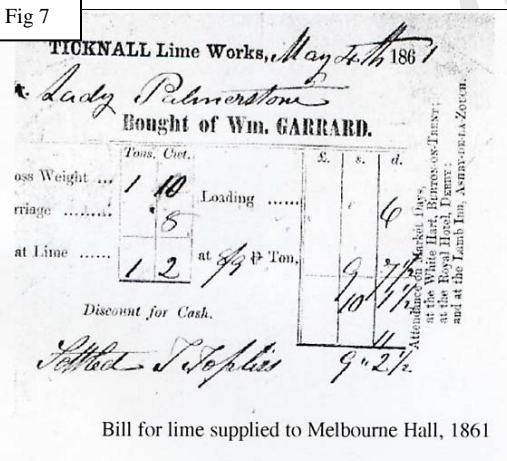 Fig 7
TICKNALL Lime Works, May 4th 1861
Lady Palmerstone
Bought of Wm. GARRARD.
Tons. Cwt. £. s. d.
oss Weight ... 1 10 Loading ...... 6
rriage ........ 8
at Lime ...... 1 2 at 8/9 Ton, 9 7½
10 1½
Discount for Cash. 11
Settled T Toplis 9 " 2½
Attendance on Market Days,
at the White Hart, BURTON-ON-TRENT;
at the Royal Hotel, DERBY;
and at the Lamb Inn, ASHBY-DE-LA-ZOUCH.
Bill for lime supplied to Melbourne Hall, 1861